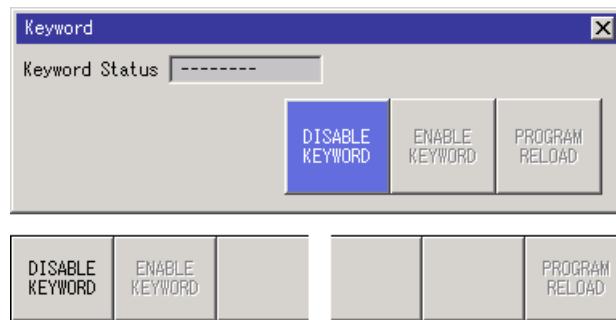 Keyword
Keyword Status --------
DISABLE ENABLE PROGRAM
KEYWORD KEYWORD RELOAD
DISABLE ENABLE PROGRAM
KEYWORD KEYWORD RELOAD